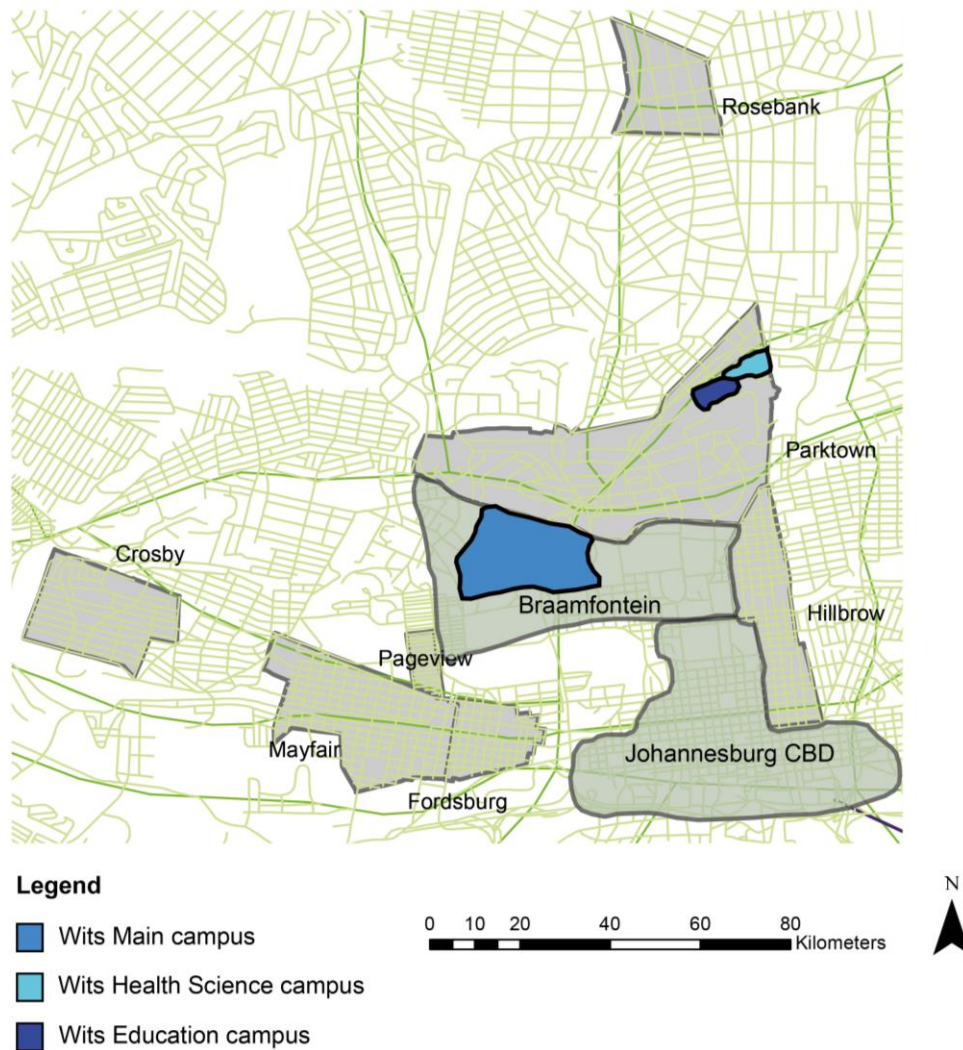 Rosebank
Parktown
Crosby
Braamfontein
Hillbrow
Pageview
Mayfair
Johannesburg CBD
Fordsburg
Legend
Wits Main campus
Wits Health Science campus
Wits Education campus
0 10 20 40 60 80
Kilometers
N